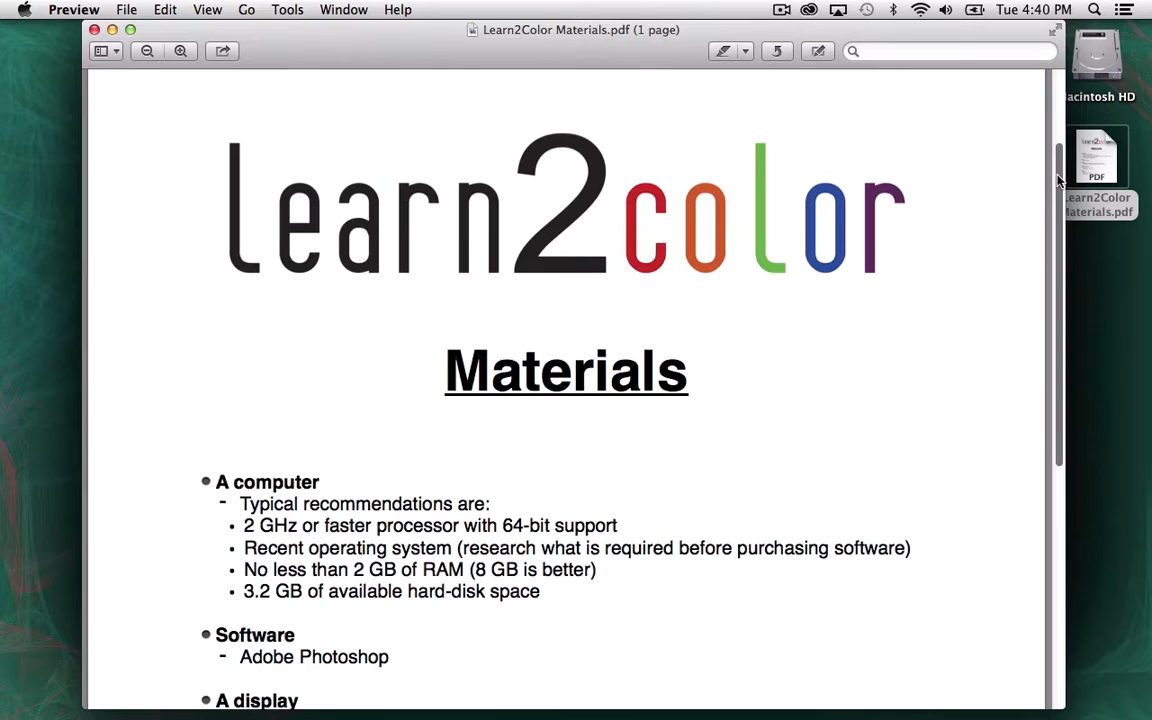 Preview File Edit View Go Tools Window Help Tue 4:40 PM
Learn2Color Materials.pdf (1 page)
acintosh HD
PDF
Learn2Color
Materials.pdf
learn2color
Materials
A computer
- Typical recommendations are:
• 2 GHz or faster processor with 64-bit support
• Recent operating system (research what is required before purchasing software)
• No less than 2 GB of RAM (8 GB is better)
• 3.2 GB of available hard-disk space
Software
- Adobe Photoshop
A display